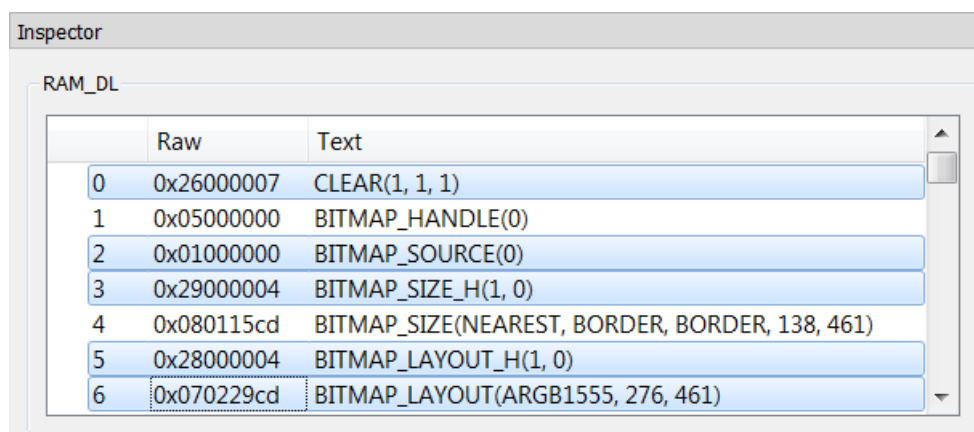 Inspector
RAM_DL
Raw Text
0 0x26000007 CLEAR(1, 1, 1)
1 0x05000000 BITMAP_HANDLE(0)
2 0x01000000 BITMAP_SOURCE(0)
3 0x29000004 BITMAP_SIZE_H(1, 0)
4 0x080115cd BITMAP_SIZE(NEAREST, BORDER, BORDER, 138, 461)
5 0x28000004 BITMAP_LAYOUT_H(1, 0)
6 0x070229cd BITMAP_LAYOUT(ARGB1555, 276, 461)